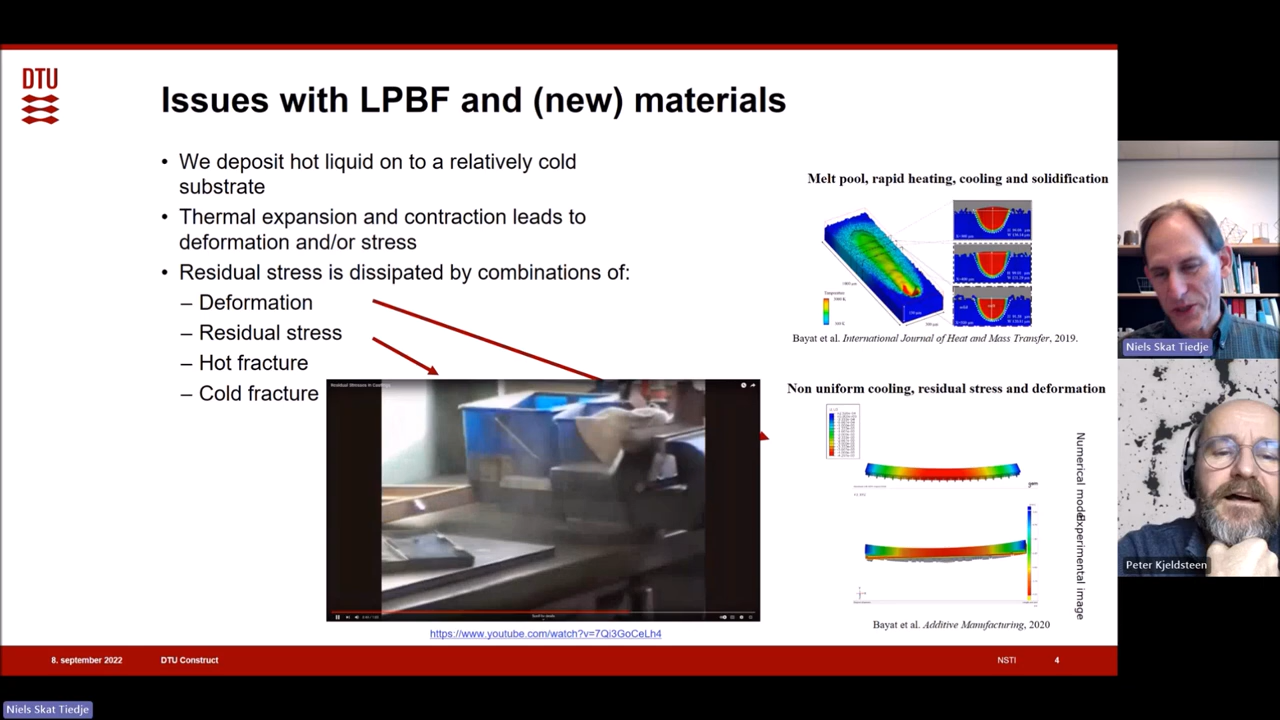 DTU
Issues with LPBF and (new) materials
• We deposit hot liquid on to a relatively cold
substrate
• Thermal expansion and contraction leads to
deformation and/or stress
• Residual stress is dissipated by combinations of:
– Deformation
– Residual stress
– Hot fracture
– Cold fracture
Residual Stresses in Castings
https://www.youtube.com/watch?v=7Qi3GoCeLh4
Melt pool, rapid heating, cooling and solidification
Bayat et al. International Journal of Heat and Mass Transfer, 2019.
Non uniform cooling, residual stress and deformation
Numerical model
Experimental image
Bayat et al. Additive Manufacturing, 2020
8. september 2022
DTU Construct
NSTI
4
Niels Skat Tiedje
Peter Kjeldsteen
Niels Skat Tiedje